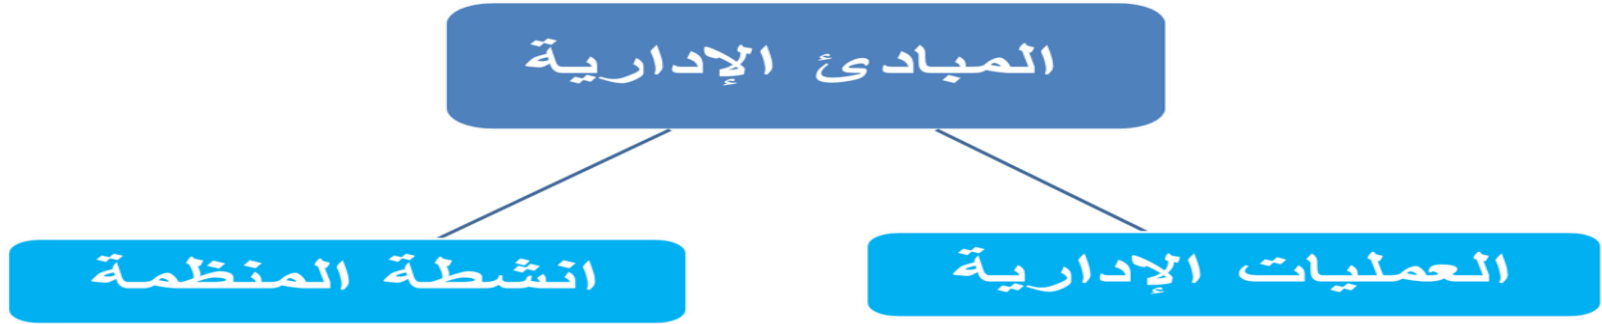 المبادئ الإدارية
العمليات الإدارية
انشطة المنظمة